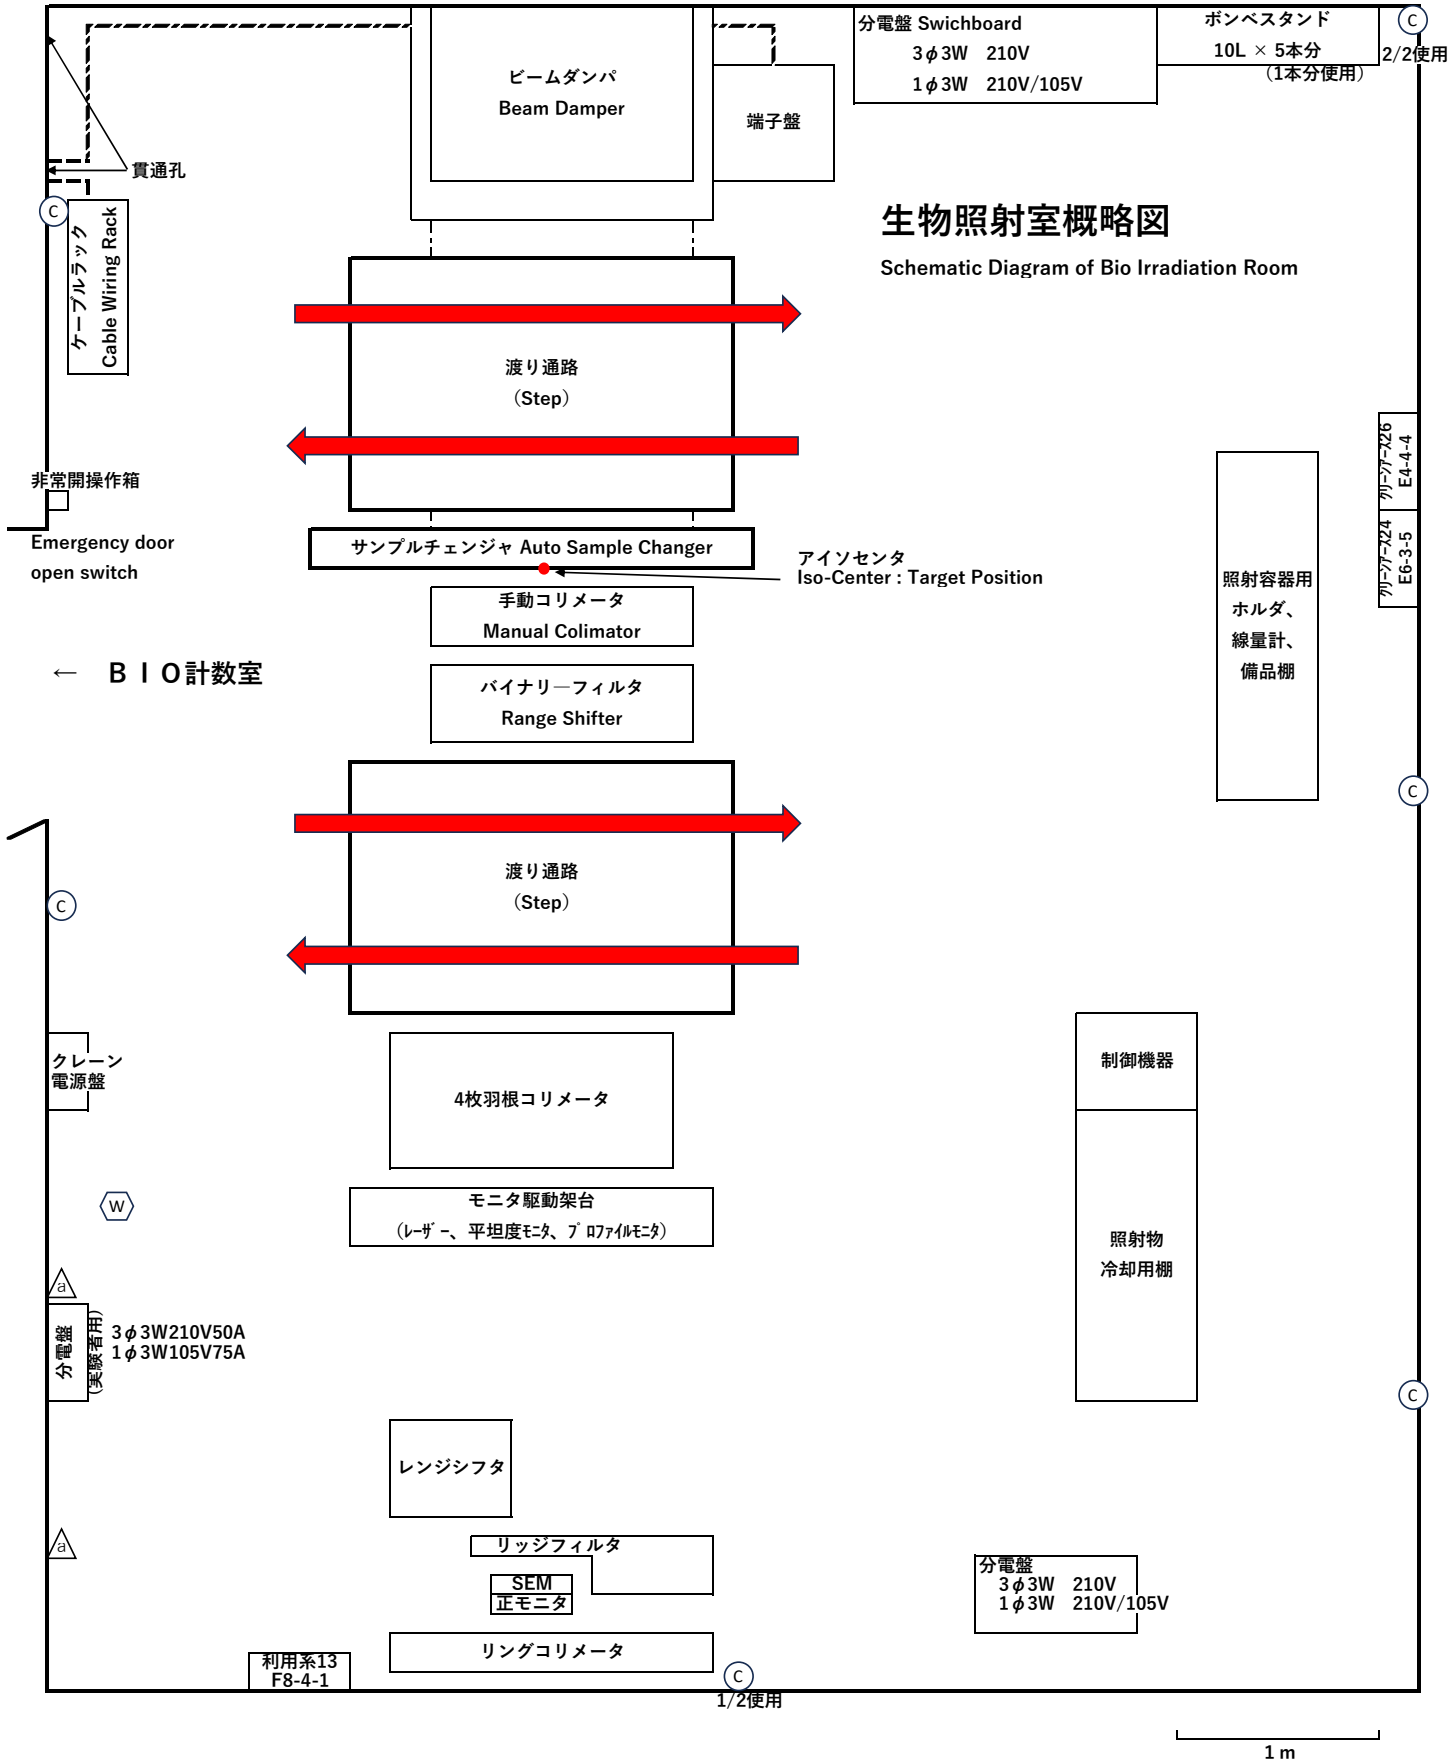 分電盤 Swichboard
3φ3W 210V
1φ3W 210V/105V
ボンベスタンド
10L × 5本分
（1本分使用）
C
2/2使用
ビームダンパ
Beam Damper
端子盤
貫通孔
C
ケーブルラック
Cable Wiring Rack
生物照射室概略図
Schematic Diagram of Bio Irradiation Room
渡り通路
（Step）
非常開操作箱
Emergency door
open switch
サンプルチェンジャ Auto Sample Changer
アイソセンタ
Iso-Center : Target Position
手動コリメータ
Manual Colimator
バイナリ―フィルタ
Range Shifter
← ＢＩＯ計数室
ｸﾘｰﾝｱｰｽ26
E4-4-4
ｸﾘｰﾝｱｰｽ24
E6-3-5
照射容器用
ホルダ、
線量計、
備品棚
C
渡り通路
（Step）
C
クレーン
電源盤
4枚羽根コリメータ
制御機器
モニタ駆動架台
（ﾚｰｻﾞｰ、平坦度ﾓﾆﾀ、ﾌﾟﾛﾌｧｲﾙﾓﾆﾀ）
W
照射物
冷却用棚
a
分電盤
（実験者用）
3φ3W210V50A
1φ3W105V75A
C
レンジシフタ
a
リッジフィルタ
SEM
正モニタ
分電盤
3φ3W 210V
1φ3W 210V/105V
リングコリメータ
利用系13
F8-4-1
C
1/2使用
1 m